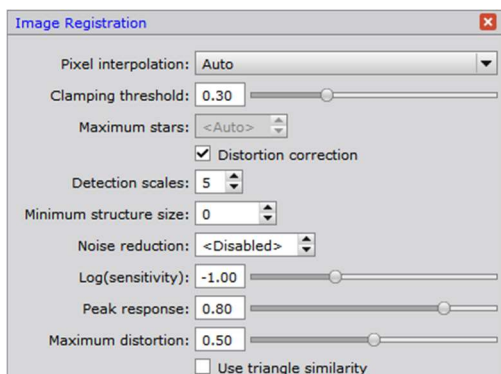 Image Registration
Pixel interpolation: Auto
Clamping threshold: 0.30
Maximum stars: <Auto>
Distortion correction
Detection scales: 5
Minimum structure size: 0
Noise reduction: <Disabled>
Log(sensitivity): -1.00
Peak response: 0.80
Maximum distortion: 0.50
Use triangle similarity